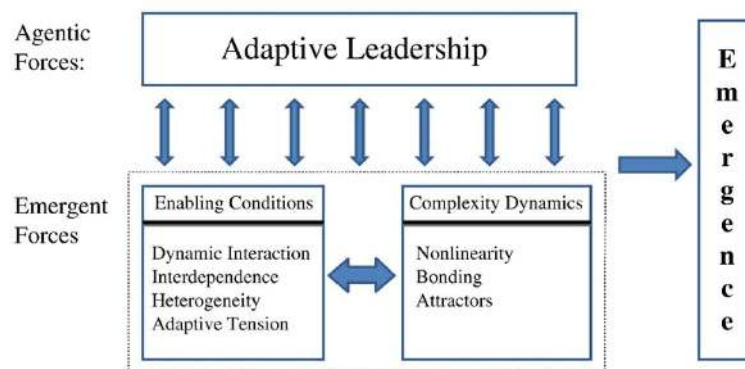 Agentic
Forces:
Adaptive Leadership
Emergent
Forces
Enabling Conditions
Dynamic Interaction
Interdependence
Heterogeneity
Adaptive Tension
Complexity Dynamics
Nonlinearity
Bonding
Attractors
Emergence